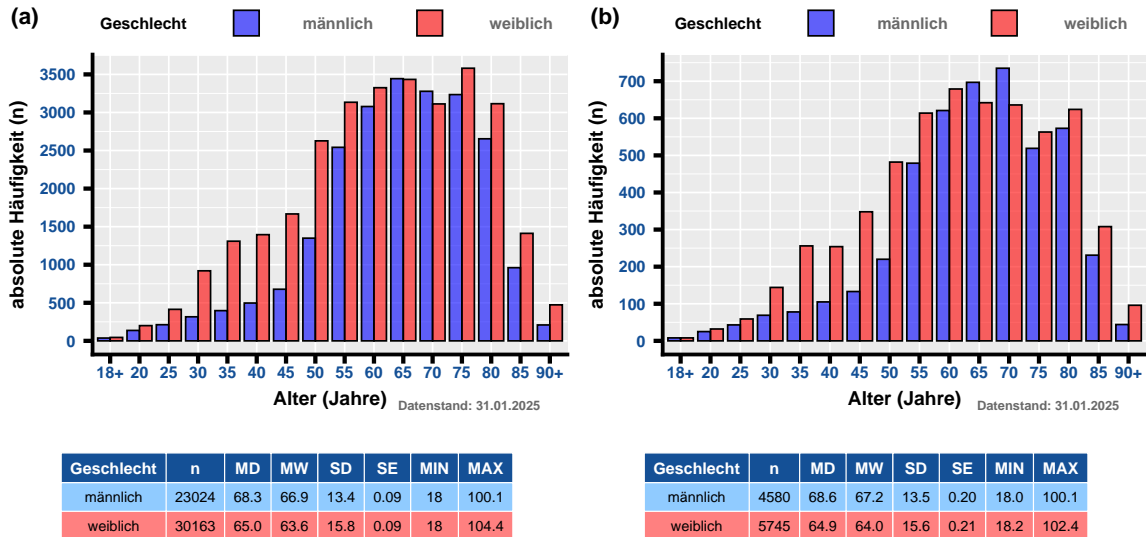 (a)
Geschlecht männlich weiblich
absolute Häufigkeit (n)
3500
3000
2500
2000
1500
1000
500
0
18+ 20 25 30 35 40 45 50 55 60 65 70 75 80 85 90+
Alter (Jahre)
Datenstand: 31.01.2025
Geschlecht n MD MW SD SE MIN MAX
männlich 23024 68.3 66.9 13.4 0.09 18 100.1
weiblich 30163 65.0 63.6 15.8 0.09 18 104.4
(b)
Geschlecht männlich weiblich
absolute Häufigkeit (n)
700
600
500
400
300
200
100
0
18+ 20 25 30 35 40 45 50 55 60 65 70 75 80 85 90+
Alter (Jahre)
Datenstand: 31.01.2025
Geschlecht n MD MW SD SE MIN MAX
männlich 4580 68.6 67.2 13.5 0.20 18.0 100.1
weiblich 5745 64.9 64.0 15.6 0.21 18.2 102.4